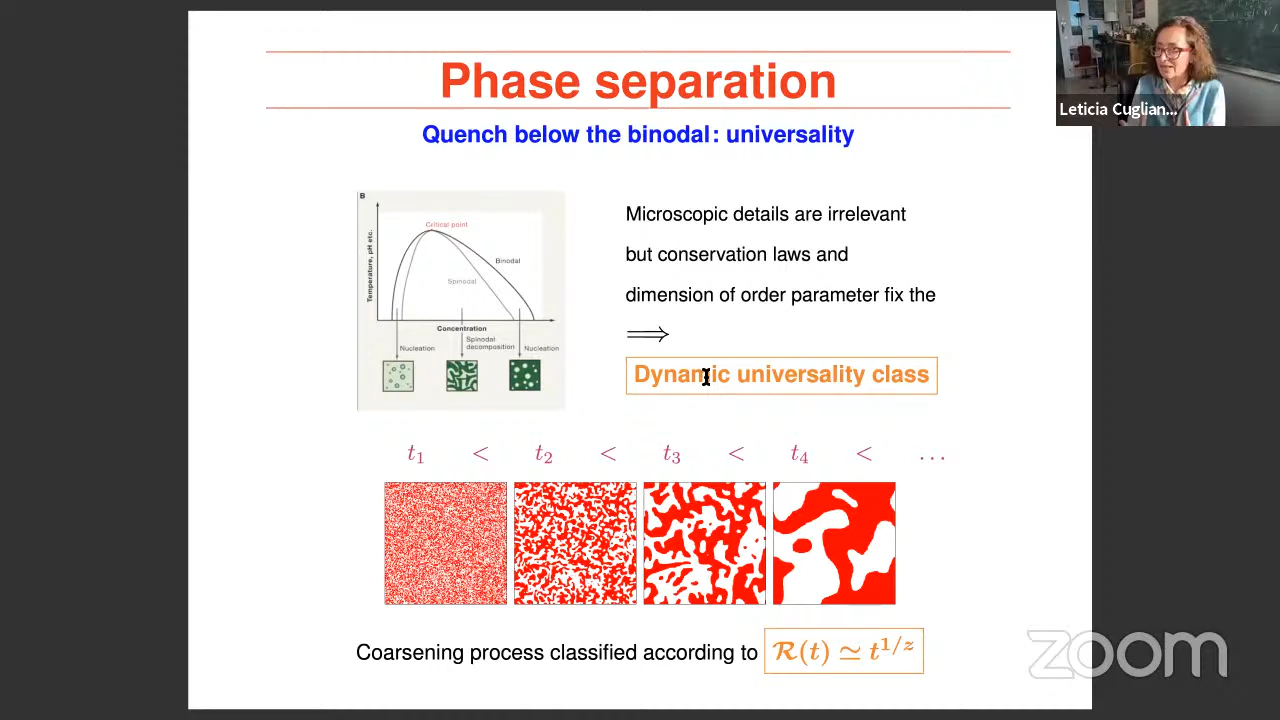 Phase separation
Leticia Cuglian...
Quench below the binodal: universality
B
Critical point
Binodal
Spinodal
Temperature, pH etc.
Concentration
Nucleation
Spinodal
decomposition
Nucleation
Microscopic details are irrelevant
but conservation laws and
dimension of order parameter fix the
⟹
Dynamic universality class
t₁ < t₂ < t₃ < t₄ < ...
Coarsening process classified according to R(t) ≃ t^{1/z}
zoom